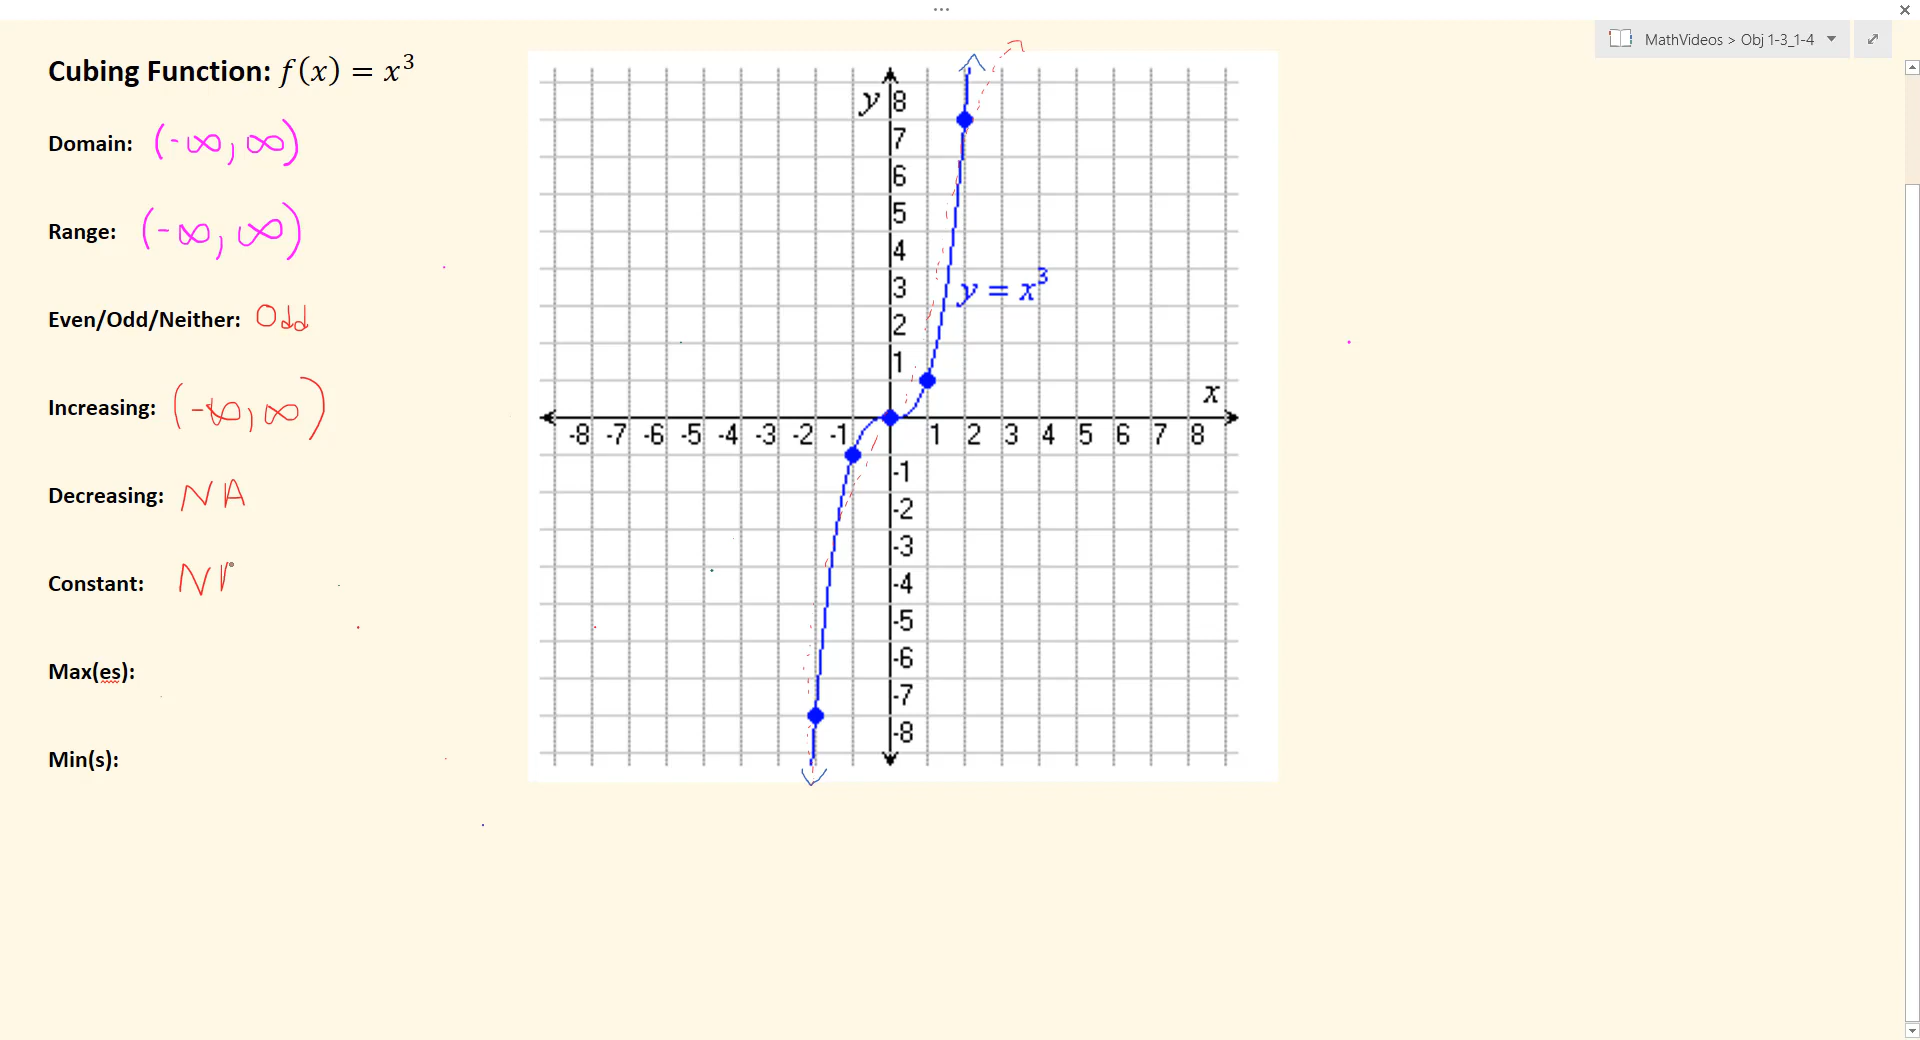 MathVideos > Obj 1-3_1-4
Cubing Function: f(x) = x³
Domain: (-∞, ∞)
Range: (-∞, ∞)
Even/Odd/Neither: Odd
Increasing: (-∞, ∞)
Decreasing: NA
Constant: N
Max(es):
Min(s):
y
8
7
6
5
4
3
2
1
y = x³
x
-8 -7 -6 -5 -4 -3 -2 -1 1 2 3 4 5 6 7 8
-1
-2
-3
-4
-5
-6
-7
-8